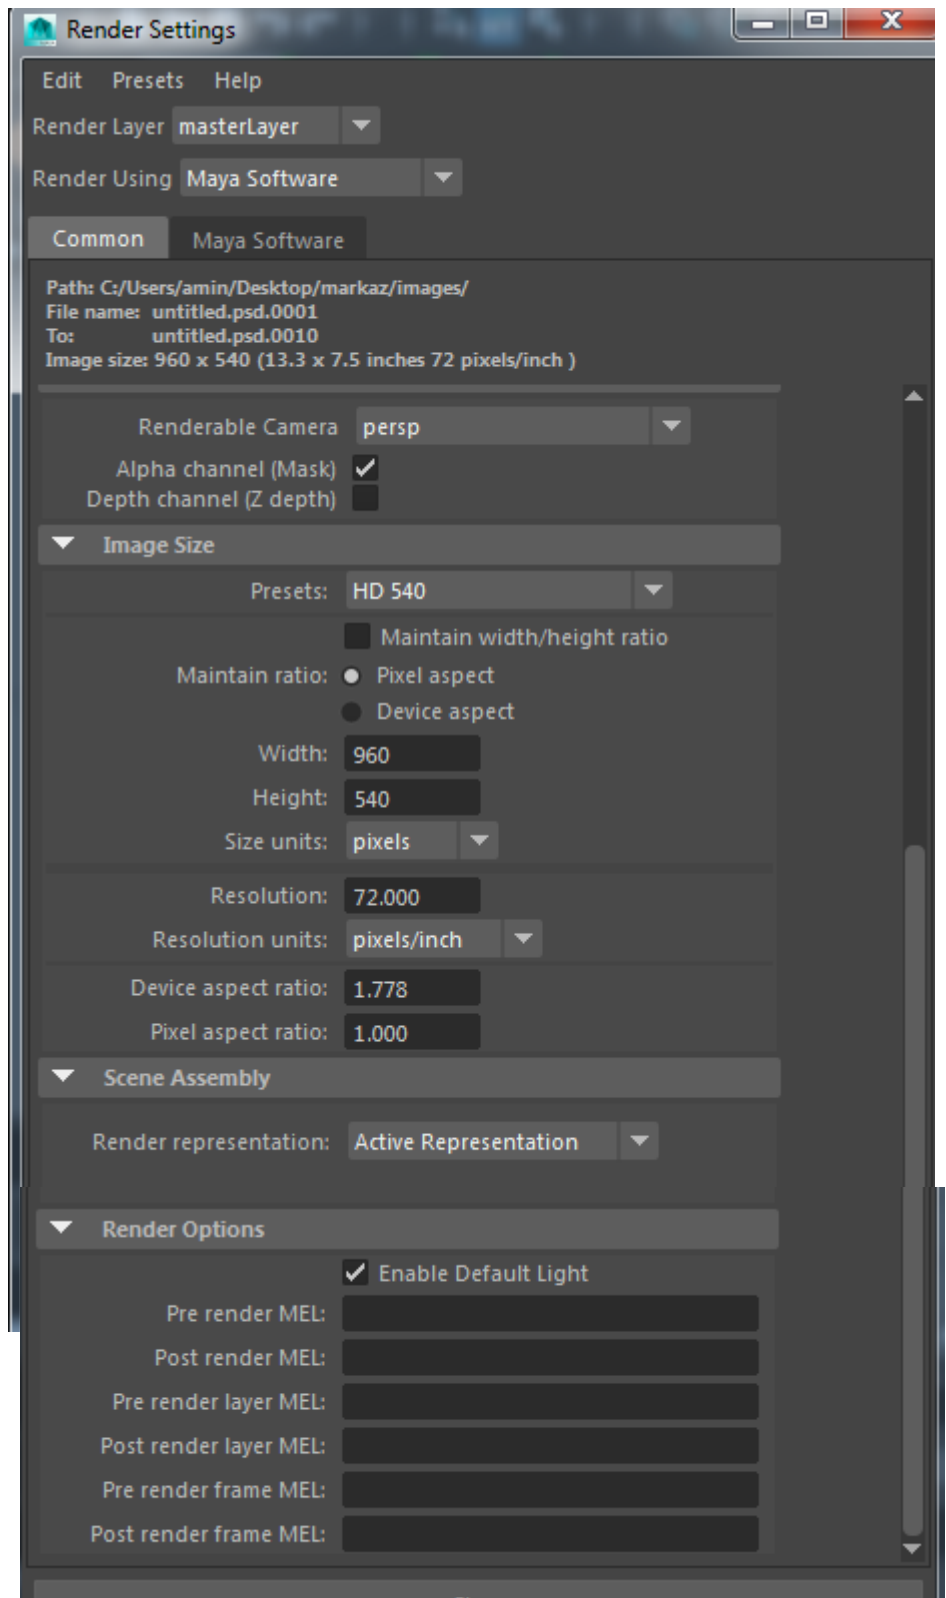 Render Settings
Edit Presets Help
Render Layer masterLayer
Render Using Maya Software
Common Maya Software
Path: C:/Users/amin/Desktop/markaz/images/
File name: untitled.psd.0001
To: untitled.psd.0010
Image size: 960 x 540 (13.3 x 7.5 inches 72 pixels/inch )
Renderable Camera persp
Alpha channel (Mask)
Depth channel (Z depth)
Image Size
Presets: HD 540
Maintain width/height ratio
Maintain ratio: Pixel aspect
Device aspect
Width: 960
Height: 540
Size units: pixels
Resolution: 72.000
Resolution units: pixels/inch
Device aspect ratio: 1.778
Pixel aspect ratio: 1.000
Scene Assembly
Render representation: Active Representation
Render Options
Enable Default Light
Pre render MEL:
Post render MEL:
Pre render layer MEL:
Post render layer MEL:
Pre render frame MEL:
Post render frame MEL: